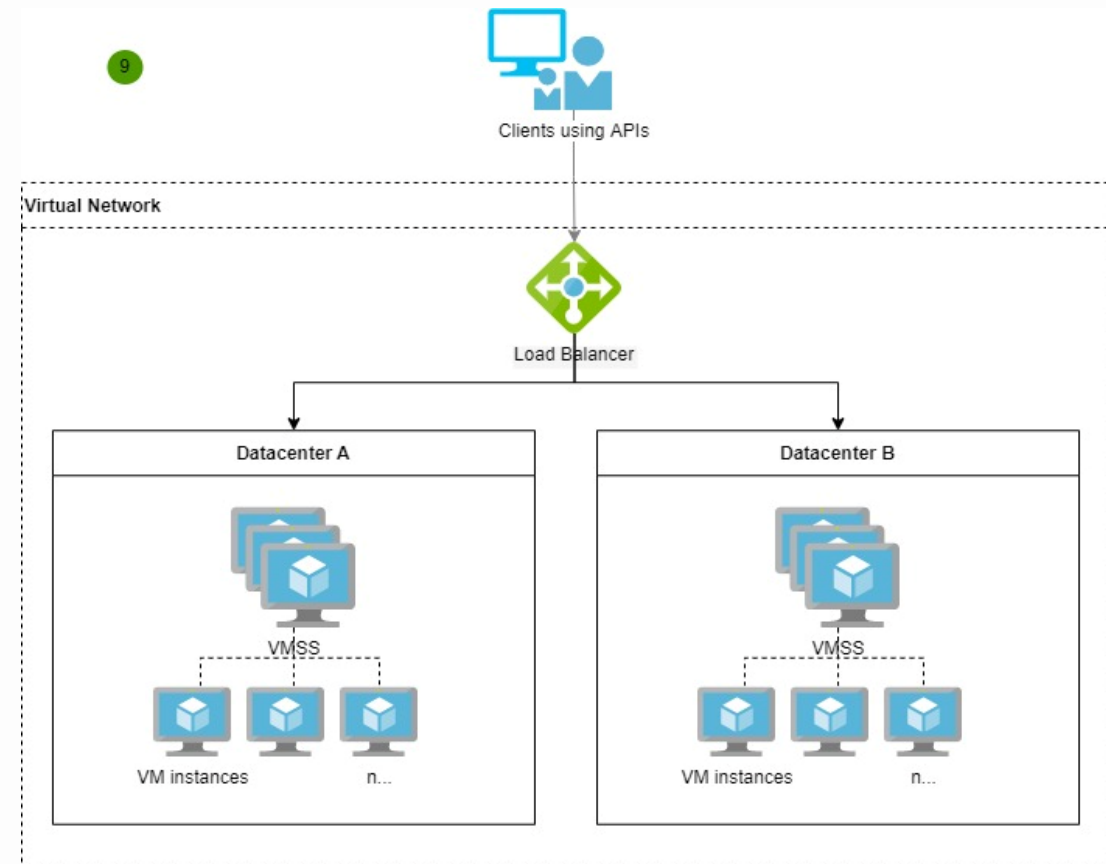 9
Clients using APIs
Virtual Network
Load Balancer
Datacenter A
Datacenter B
VMSS
VMSS
VM instances
n...
VM instances
n...